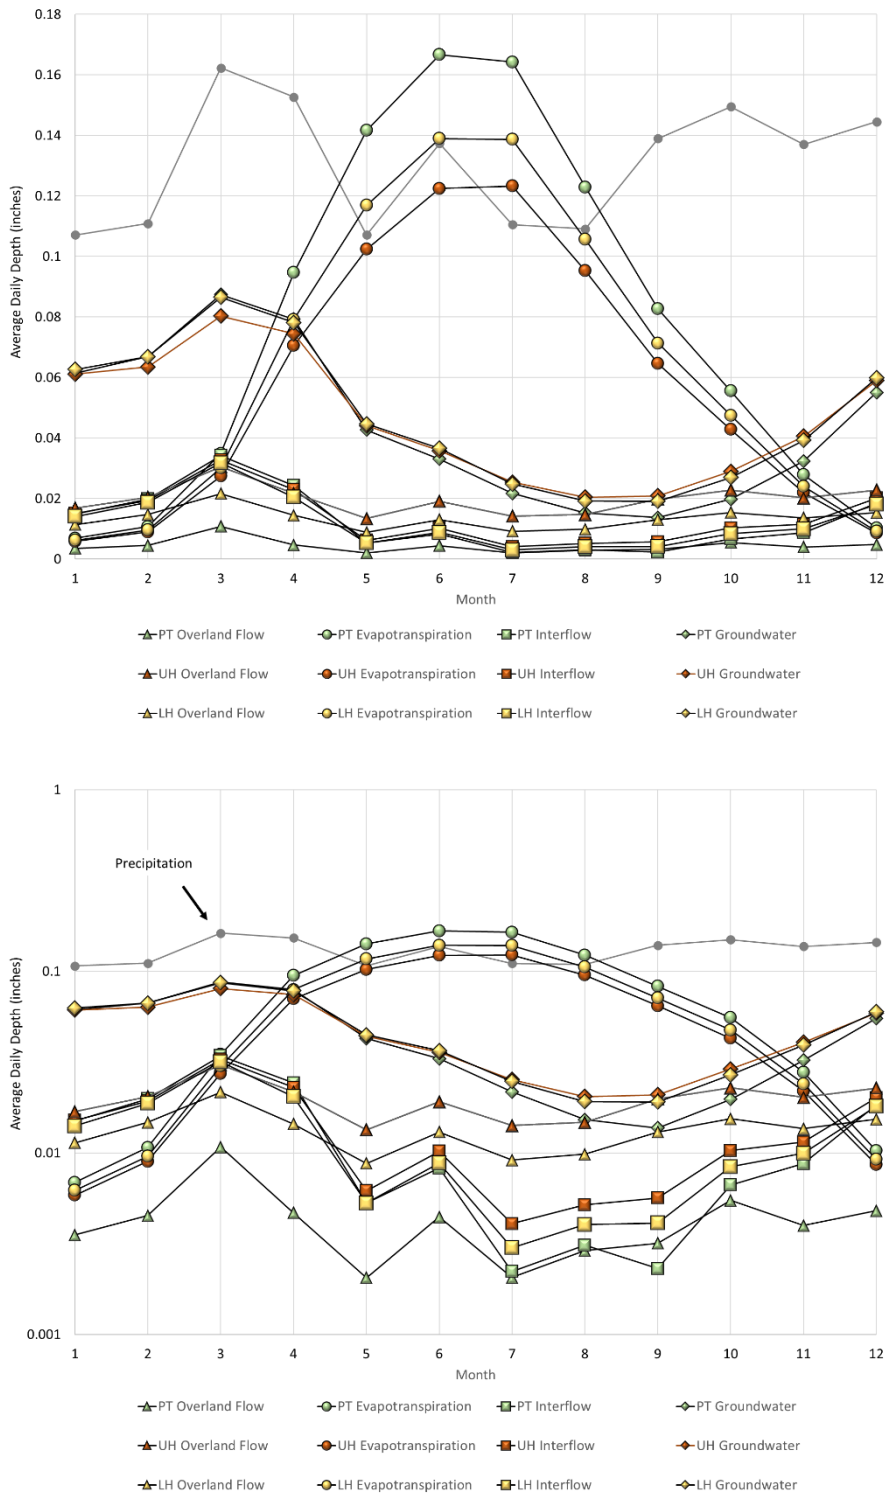 0.18
0.16
0.14
0.12
0.1
0.08
0.06
0.04
0.02
0
Average Daily Depth (inches)
1 2 3 4 5 6 7 8 9 10 11 12
Month
PT Overland Flow PT Evapotranspiration PT Interflow PT Groundwater
UH Overland Flow UH Evapotranspiration UH Interflow UH Groundwater
LH Overland Flow LH Evapotranspiration LH Interflow LH Groundwater
1
Precipitation
0.1
0.01
0.001
Average Daily Depth (inches)
1 2 3 4 5 6 7 8 9 10 11 12
Month
PT Overland Flow PT Evapotranspiration PT Interflow PT Groundwater
UH Overland Flow UH Evapotranspiration UH Interflow UH Groundwater
LH Overland Flow LH Evapotranspiration LH Interflow LH Groundwater